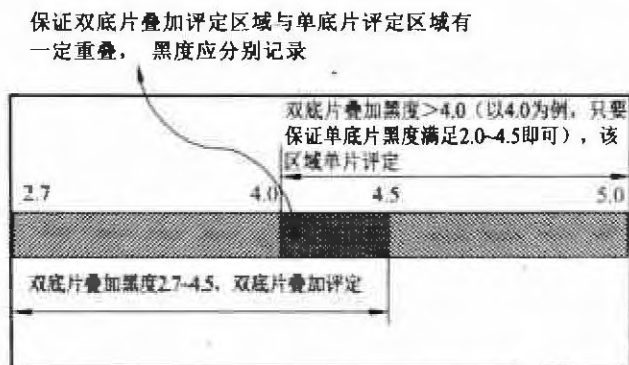 保证双底片叠加评定区域与单底片评定区域有
一定重叠， 黑度应分别记录
双底片叠加黑度>4.0（以4.0为例，只要
保证单底片黑度满足2.0~4.5即可），该
区域单片评定
2.7 4.0 4.5 5.0
双底片叠加黑度2.7-4.5，双底片叠加评定